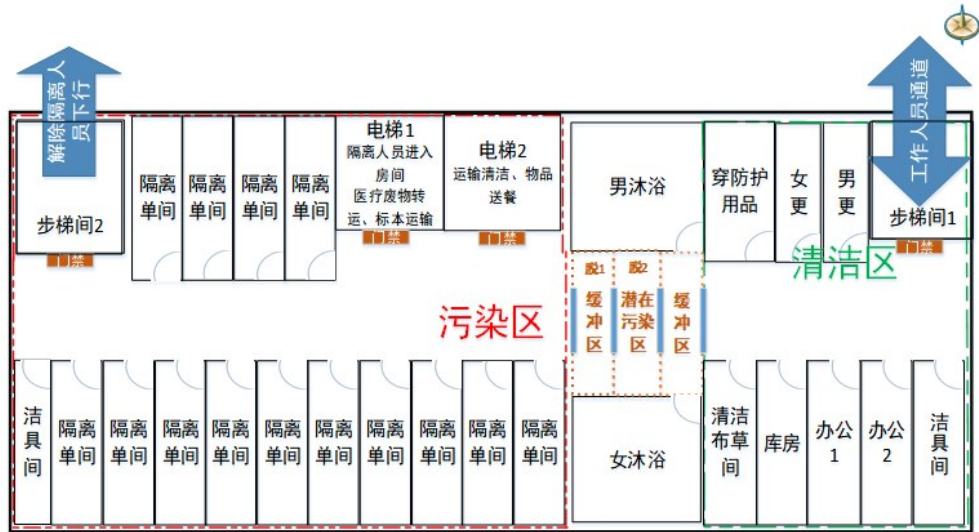 解除隔离人
员下行
工作人员通道
步梯间2
门禁
隔离
单间
隔离
单间
隔离
单间
隔离
单间
电梯1
隔离人员进入
房间
医疗废物转
运、标本运输
门禁
电梯2
运输清洁、物品
送餐
门禁
男沐浴
穿防护
用品
女
更
男
更
步梯间1
门禁
清洁区
污染区
脱1
缓
冲
区
脱2
潜在
污染
区
缓
冲
区
洁
具
间
隔离
单间
隔离
单间
隔离
单间
隔离
单间
隔离
单间
隔离
单间
隔离
单间
隔离
单间
隔离
单间
隔离
单间
女沐浴
清洁
布草
间
库房
办公
1
办公
2
洁
具
间